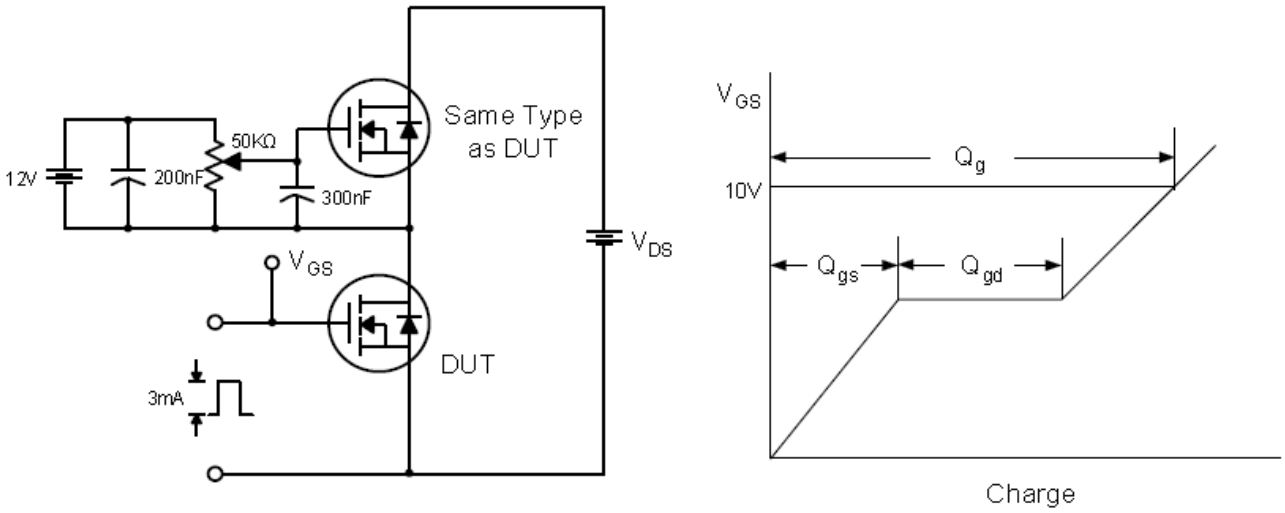 Same Type
as DUT
50KΩ
12V
200nF
300nF
V_GS
V_DS
DUT
3mA
V_GS
Q_g
10V
Q_gs
Q_gd
Charge